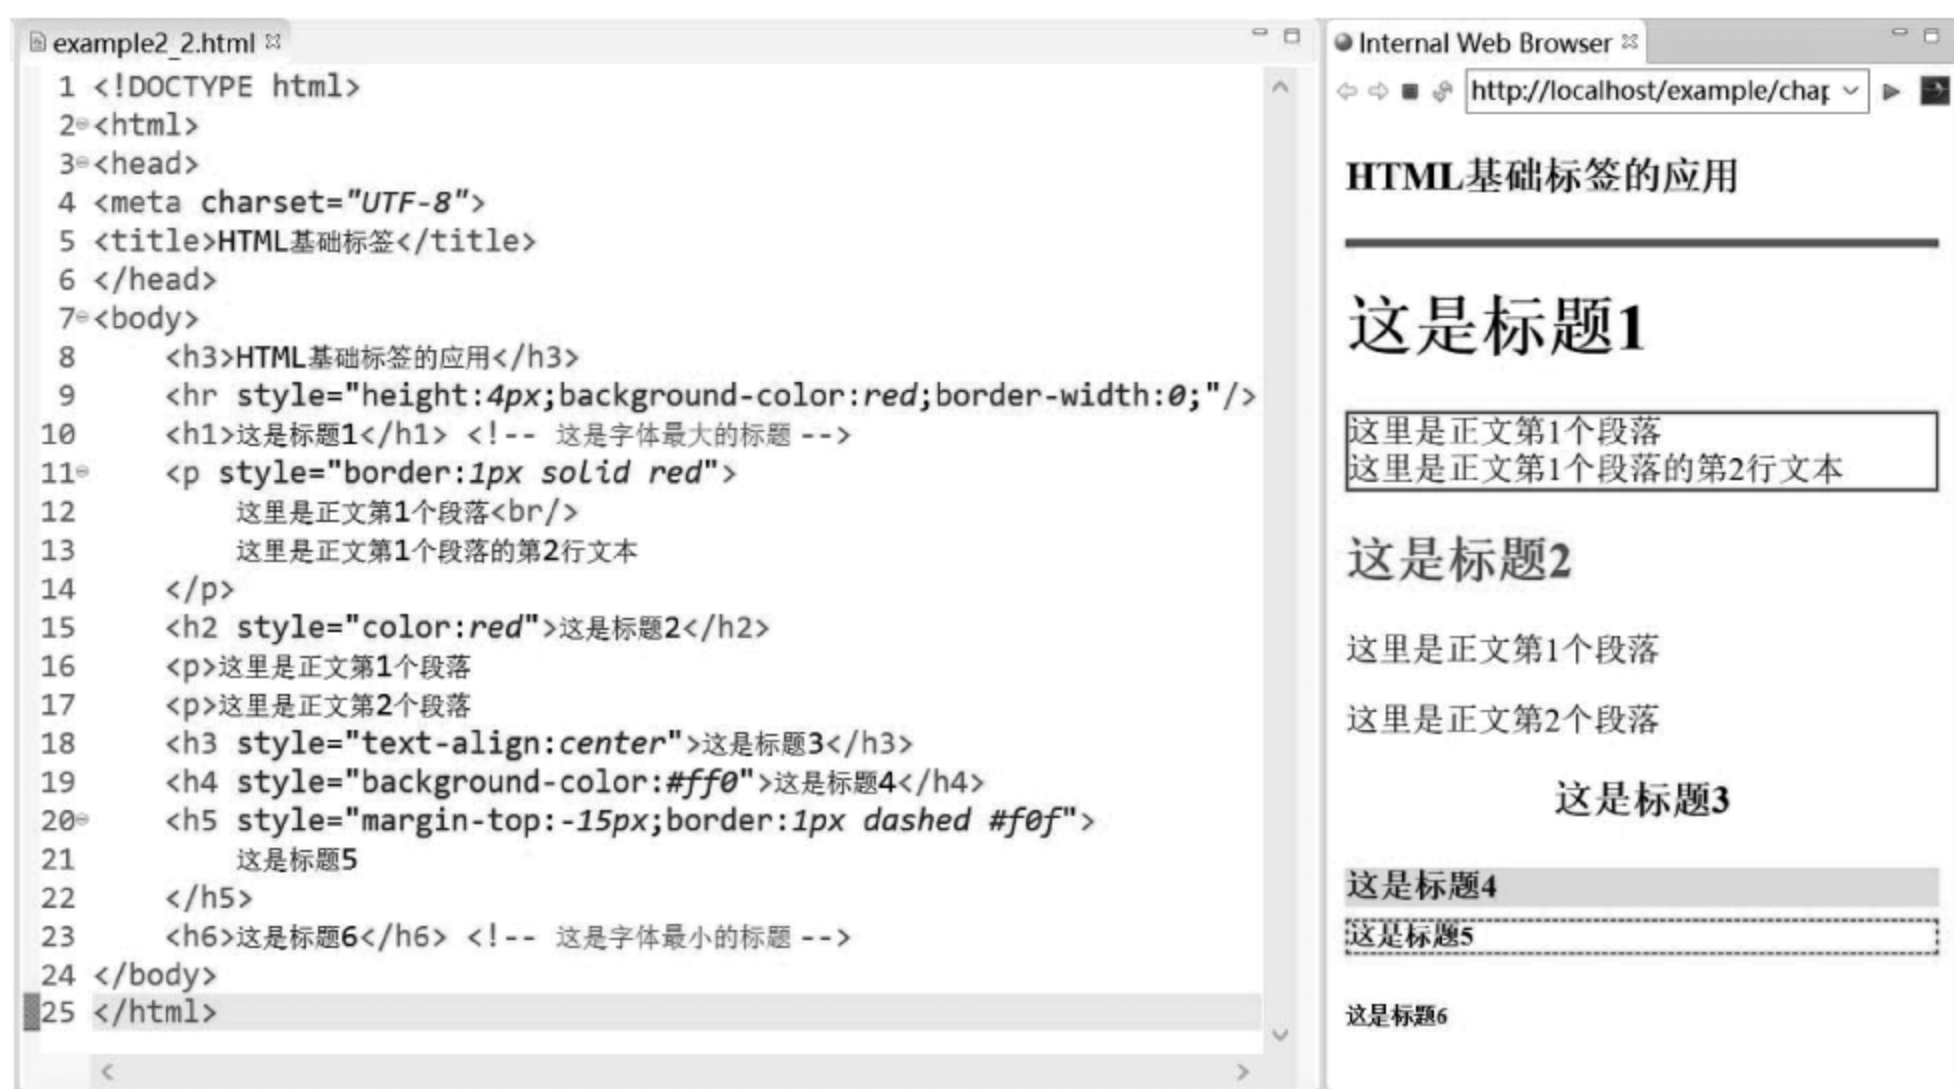 example2_2.html
1 <!DOCTYPE html>
2 <html>
3 <head>
4 <meta charset="UTF-8">
5 <title>HTML基础标签</title>
6 </head>
7 <body>
8 <h3>HTML基础标签的应用</h3>
9 <hr style="height:4px;background-color:red;border-width:0;"/>
10 <h1>这是标题1</h1> <!-- 这是字体最大的标题 -->
11 <p style="border:1px solid red">
12 这里是正文第1个段落<br/>
13 这里是正文第1个段落的第2行文本
14 </p>
15 <h2 style="color:red">这是标题2</h2>
16 <p>这里是正文第1个段落
17 <p>这里是正文第2个段落
18 <h3 style="text-align:center">这是标题3</h3>
19 <h4 style="background-color:#ff0">这是标题4</h4>
20 <h5 style="margin-top:-15px;border:1px dashed #f0f">
21 这是标题5
22 </h5>
23 <h6>这是标题6</h6> <!-- 这是字体最小的标题 -->
24 </body>
25 </html>
Internal Web Browser
http://localhost/example/chap
HTML基础标签的应用
这是标题1
这里是正文第1个段落
这里是正文第1个段落的第2行文本
这是标题2
这里是正文第1个段落
这里是正文第2个段落
这是标题3
这是标题4
这是标题5
这是标题6